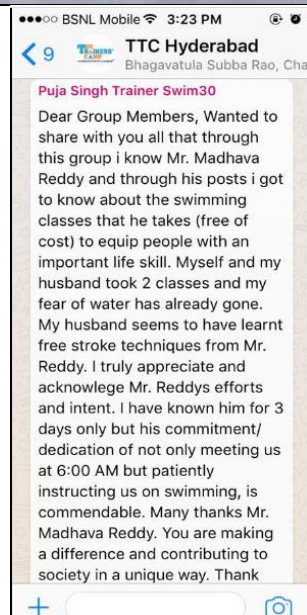 BSNL Mobile 3:23 PM
9 TTC Hyderabad
Bhagavatula Subba Rao, Cha
Puja Singh Trainer Swim30
Dear Group Members, Wanted to
share with you all that through
this group i know Mr. Madhava
Reddy and through his posts i got
to know about the swimming
classes that he takes (free of
cost) to equip people with an
important life skill. Myself and my
husband took 2 classes and my
fear of water has already gone.
My husband seems to have learnt
free stroke techniques from Mr.
Reddy. I truly appreciate and
acknowlege Mr. Reddys efforts
and intent. I have known him for 3
days only but his commitment/
dedication of not only meeting us
at 6:00 AM but patiently
instructing us on swimming, is
commendable. Many thanks Mr.
Madhava Reddy. You are making
a difference and contributing to
society in a unique way. Thank